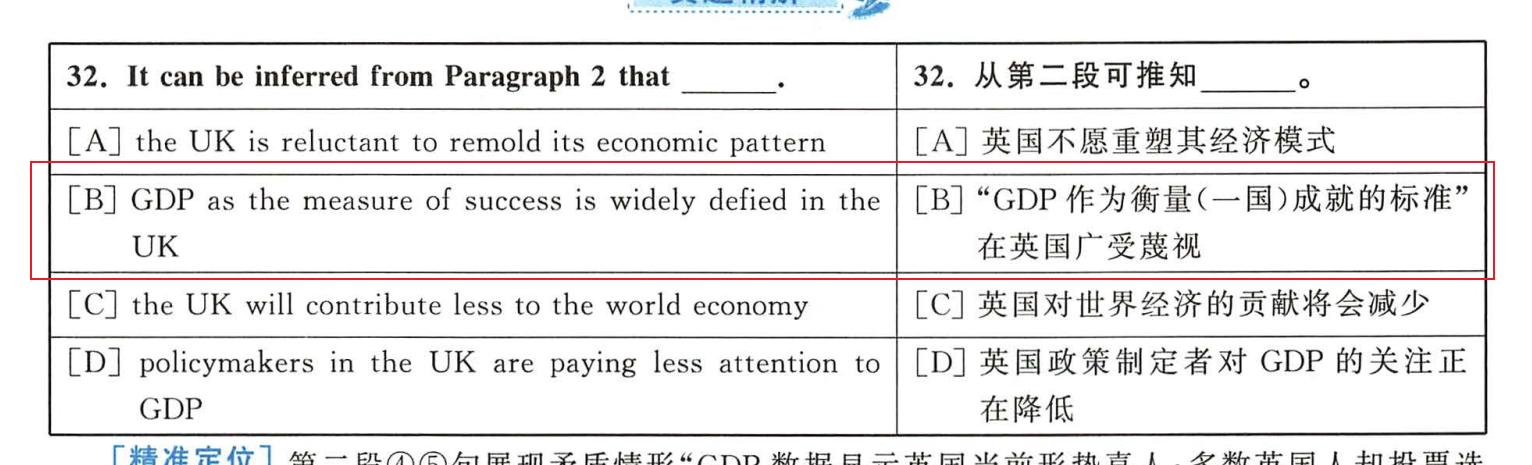 32. It can be inferred from Paragraph 2 that ______.
32. 从第二段可推知______。
[A] the UK is reluctant to remold its economic pattern
[A] 英国不愿重塑其经济模式
[B] GDP as the measure of success is widely defied in the
UK
[B] “GDP 作为衡量(一国)成就的标准”
在英国广受蔑视
[C] the UK will contribute less to the world economy
[C] 英国对世界经济的贡献将会减少
[D] policymakers in the UK are paying less attention to
GDP
[D] 英国政策制定者对 GDP 的关注正
在降低
[精准定位] 第二段④⑤句展现矛盾情形“GDP 数据显示英国当前形势喜人,多数英国人却投票选